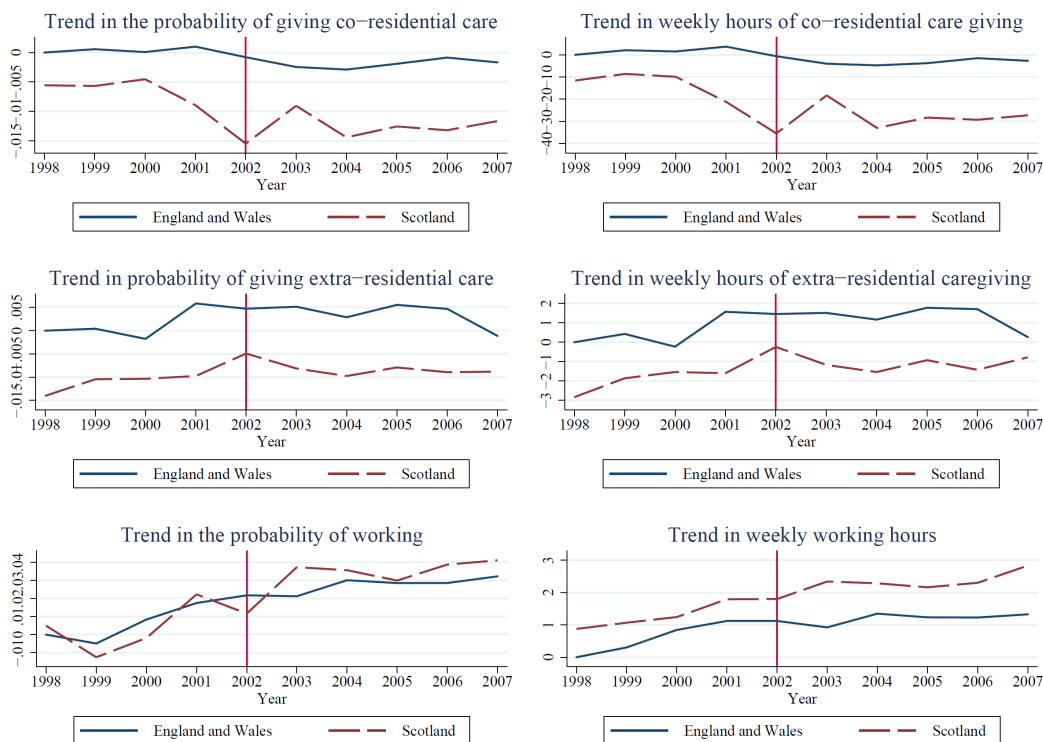 Trend in the probability of giving co−residential care
−.015 −.01 −.005 0
1998 1999 2000 2001 2002 2003 2004 2005 2006 2007
Year
England and Wales Scotland
Trend in weekly hours of co−residential care giving
−40 −30 −20 −10 0
1998 1999 2000 2001 2002 2003 2004 2005 2006 2007
Year
England and Wales Scotland
Trend in probability of giving extra−residential care
−.015 −.01 −.005 0 .005
1998 1999 2000 2001 2002 2003 2004 2005 2006 2007
Year
England and Wales Scotland
Trend in weekly hours of extra−residential caregiving
−3 −2 −1 0 1 2
1998 1999 2000 2001 2002 2003 2004 2005 2006 2007
Year
England and Wales Scotland
Trend in the probability of working
−.01 0 .01 .02 .03 .04
1998 1999 2000 2001 2002 2003 2004 2005 2006 2007
Year
England and Wales Scotland
Trend in weekly working hours
0 1 2 3
1998 1999 2000 2001 2002 2003 2004 2005 2006 2007
Year
England and Wales Scotland